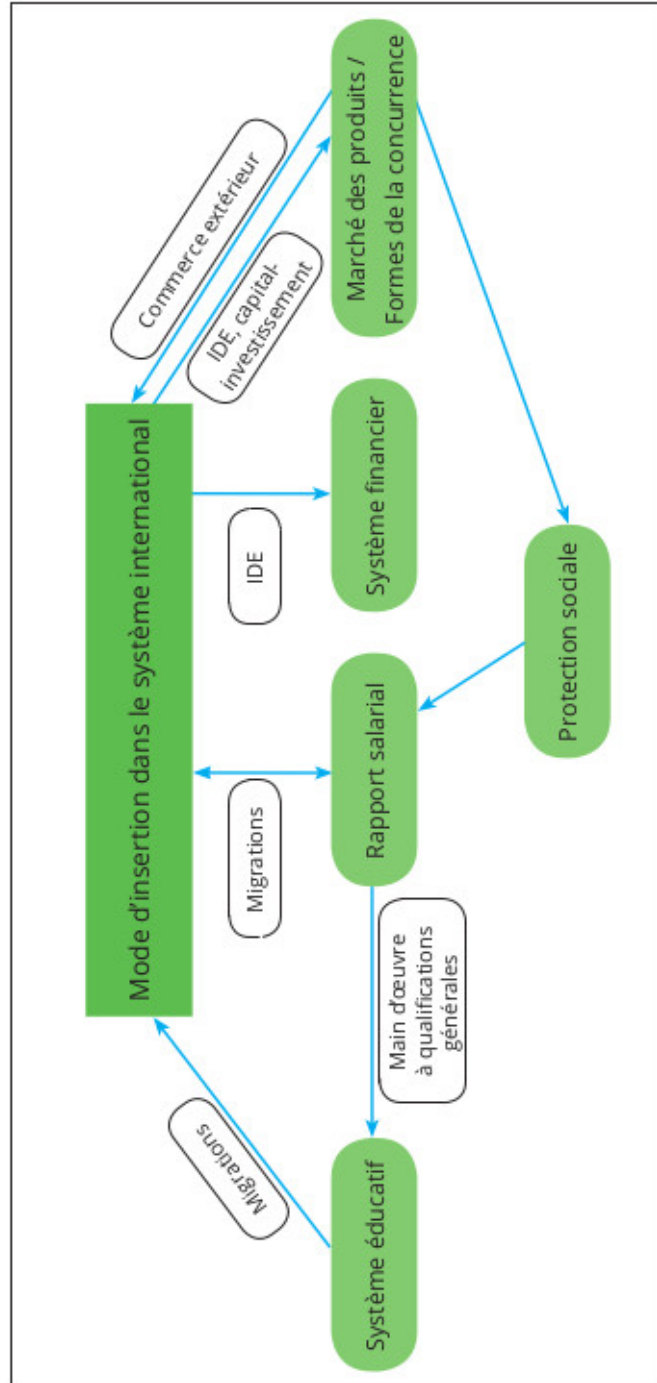 Mode d'insertion dans le système international
Migrations
Migrations
IDE
Commerce extérieur
IDE, capital-
investissement
Système éducatif
Main d'œuvre
à qualifications
générales
Rapport salarial
Système financier
Marché des produits /
Formes de la concurrence
Protection sociale